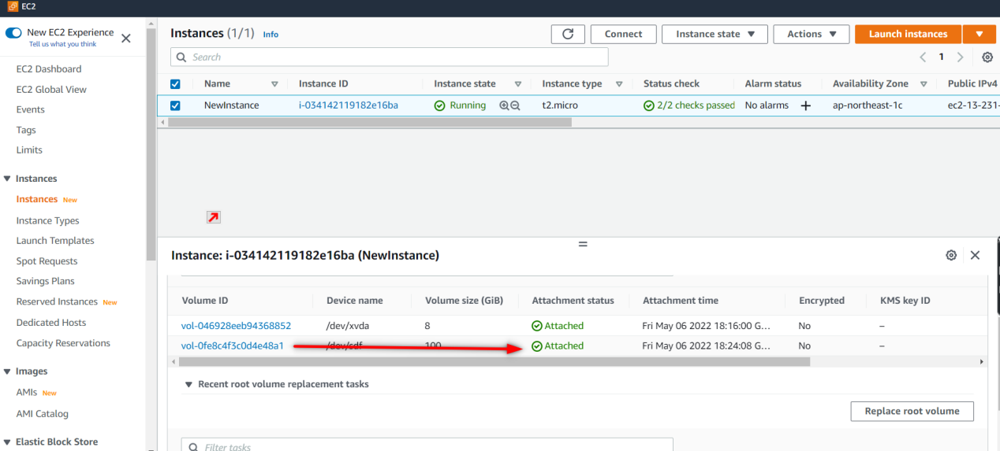 EC2
New EC2 Experience
Tell us what you think
EC2 Dashboard
EC2 Global View
Events
Tags
Limits
Instances
Instances New
Instance Types
Launch Templates
Spot Requests
Savings Plans
Reserved Instances New
Dedicated Hosts
Capacity Reservations
Images
AMIs New
AMI Catalog
Elastic Block Store
Instances (1/1) Info
Connect Instance state Actions Launch instances
Search
1
Name Instance ID Instance state Instance type Status check Alarm status Availability Zone Public IPv4
NewInstance i-034142119182e16ba Running t2.micro 2/2 checks passed No alarms ap-northeast-1c ec2-13-231-
Instance: i-034142119182e16ba (NewInstance)
Volume ID Device name Volume size (GiB) Attachment status Attachment time Encrypted KMS key ID
vol-046928eeb94368852 /dev/xvda 8 Attached Fri May 06 2022 18:16:00 G... No –
vol-0fe8c4f3c0d4e48a1 /dev/sdf 100 Attached Fri May 06 2022 18:24:08 G... No –
Recent root volume replacement tasks
Replace root volume
Filter tasks